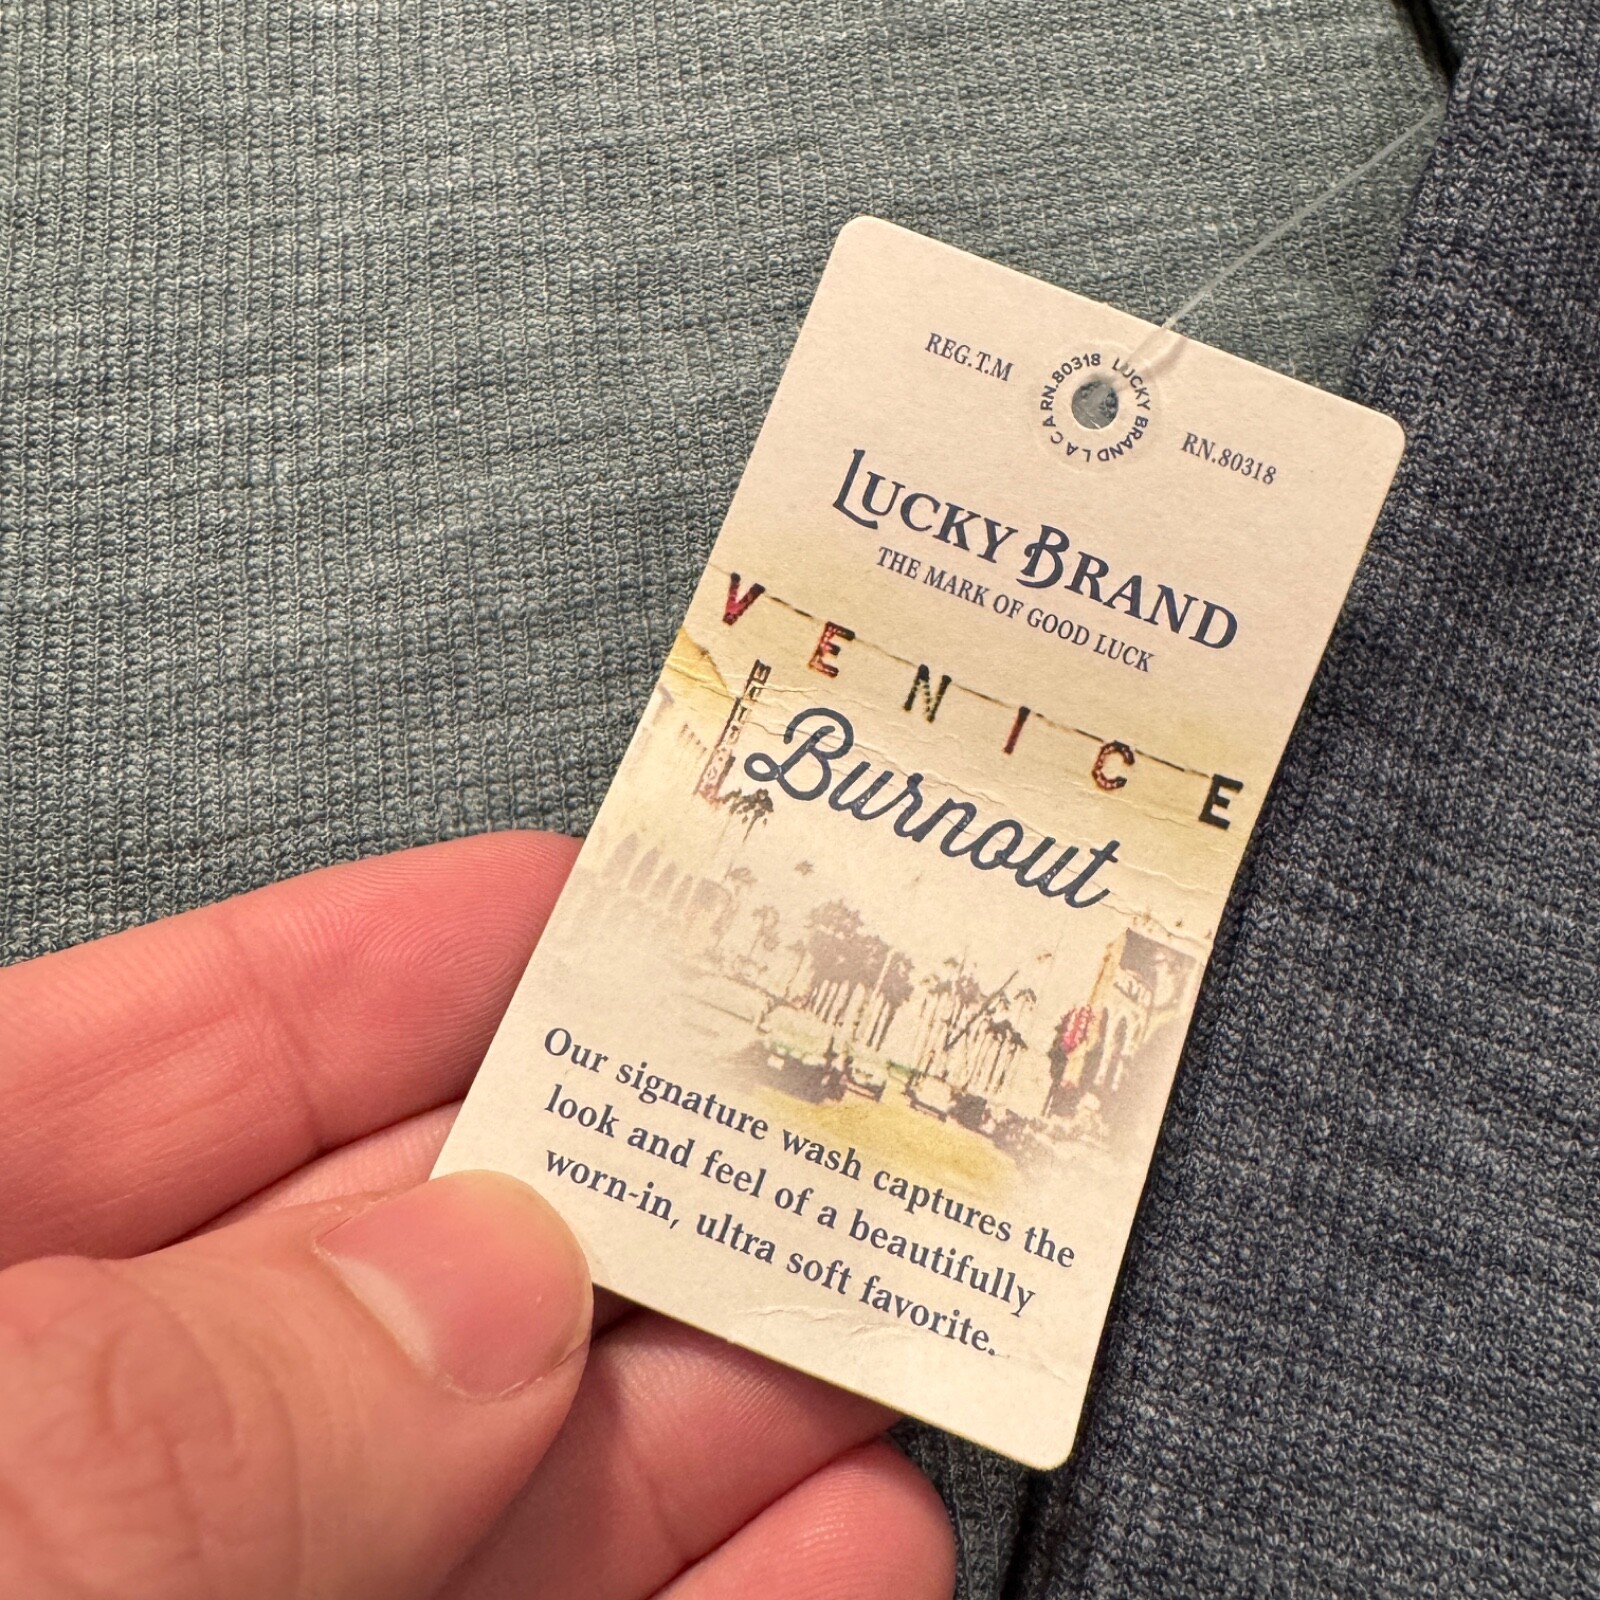 REG.T.M
LUCKY BRAND L A C A RN.80318
RN.80318
LUCKY BRAND
THE MARK OF GOOD LUCK
VENICE
Burnout
Our signature wash captures the
look and feel of a beautifully
worn-in, ultra soft favorite.